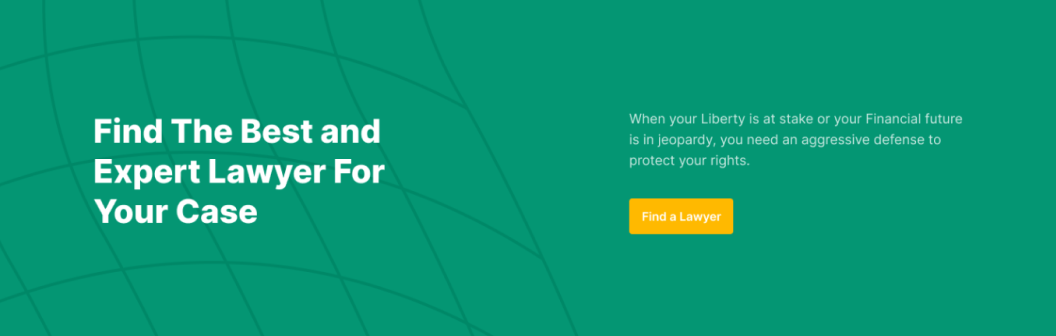 Find The Best and
Expert Lawyer For
Your Case
When your Liberty is at stake or your Financial future
is in jeopardy, you need an aggressive defense to
protect your rights.
Find a Lawyer